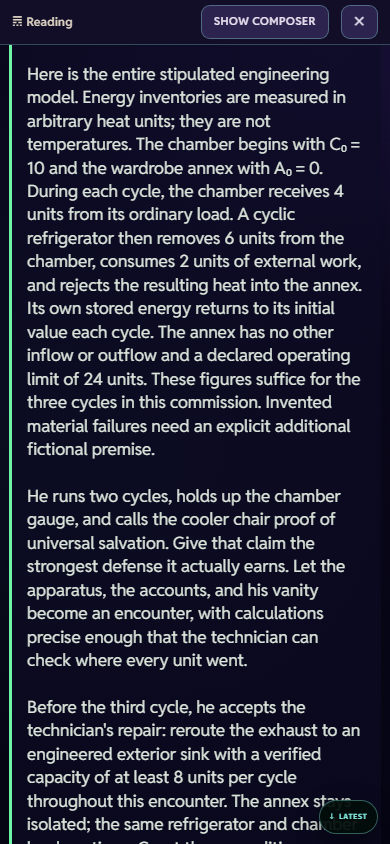 Reading
SHOW COMPOSER
✕
Here is the entire stipulated engineering
model. Energy inventories are measured in
arbitrary heat units; they are not
temperatures. The chamber begins with C₀ =
10 and the wardrobe annex with A₀ = 0.
During each cycle, the chamber receives 4
units from its ordinary load. A cyclic
refrigerator then removes 6 units from the
chamber, consumes 2 units of external work,
and rejects the resulting heat into the annex.
Its own stored energy returns to its initial
value each cycle. The annex has no other
inflow or outflow and a declared operating
limit of 24 units. These figures suffice for the
three cycles in this commission. Invented
material failures need an explicit additional
fictional premise.
He runs two cycles, holds up the chamber
gauge, and calls the cooler chair proof of
universal salvation. Give that claim the
strongest defense it actually earns. Let the
apparatus, the accounts, and his vanity
become an encounter, with calculations
precise enough that the technician can
check where every unit went.
Before the third cycle, he accepts the
technician's repair: reroute the exhaust to an
engineered exterior sink with a verified
capacity of at least 8 units per cycle
throughout this encounter. The annex stays
isolated; the same refrigerator and chamber
↓ LATEST